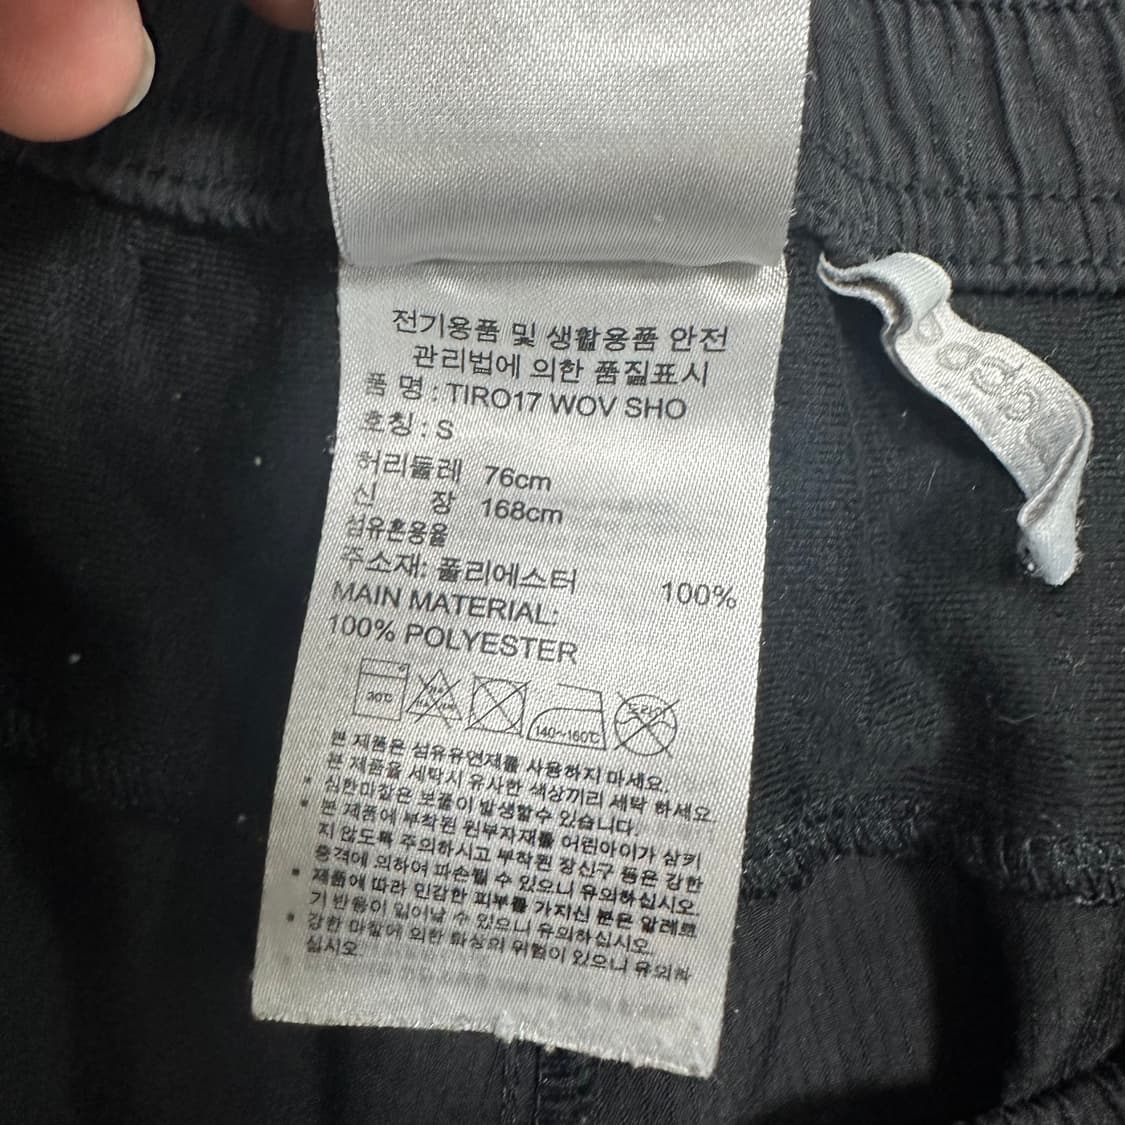 전기용품 및 생활용품 안전
관리법에 의한 품질표시
품 명 : TIRO17 WOV SHO
호칭 : S
허리둘레 76cm
신 장 168cm
섬유혼용율
주소재: 폴리에스터 100%
MAIN MATERIAL:
100% POLYESTER
30℃ 140~160℃ 드라이
본 제품은 섬유유연제를 사용하지 마세요.
본 제품을 세탁시 유사한 색상끼리 세탁 하세요.
* 심한마찰은 보풀이 발생할수 있습니다.
* 본 제품에 부착된 원부자재를 어린아이가 삼키
지 않도록 주의하시고 부착된 장신구 등은 강한
충격에 의하여 파손될 수 있으니 유의하십시오.
* 제품에 따라 민감한 피부를 가지신 분은 알레르
기 반응이 일어날 수 있으니 유의하십시오.
* 강한 마찰에 의한 화상의 위험이 있으니 유의하
십시오